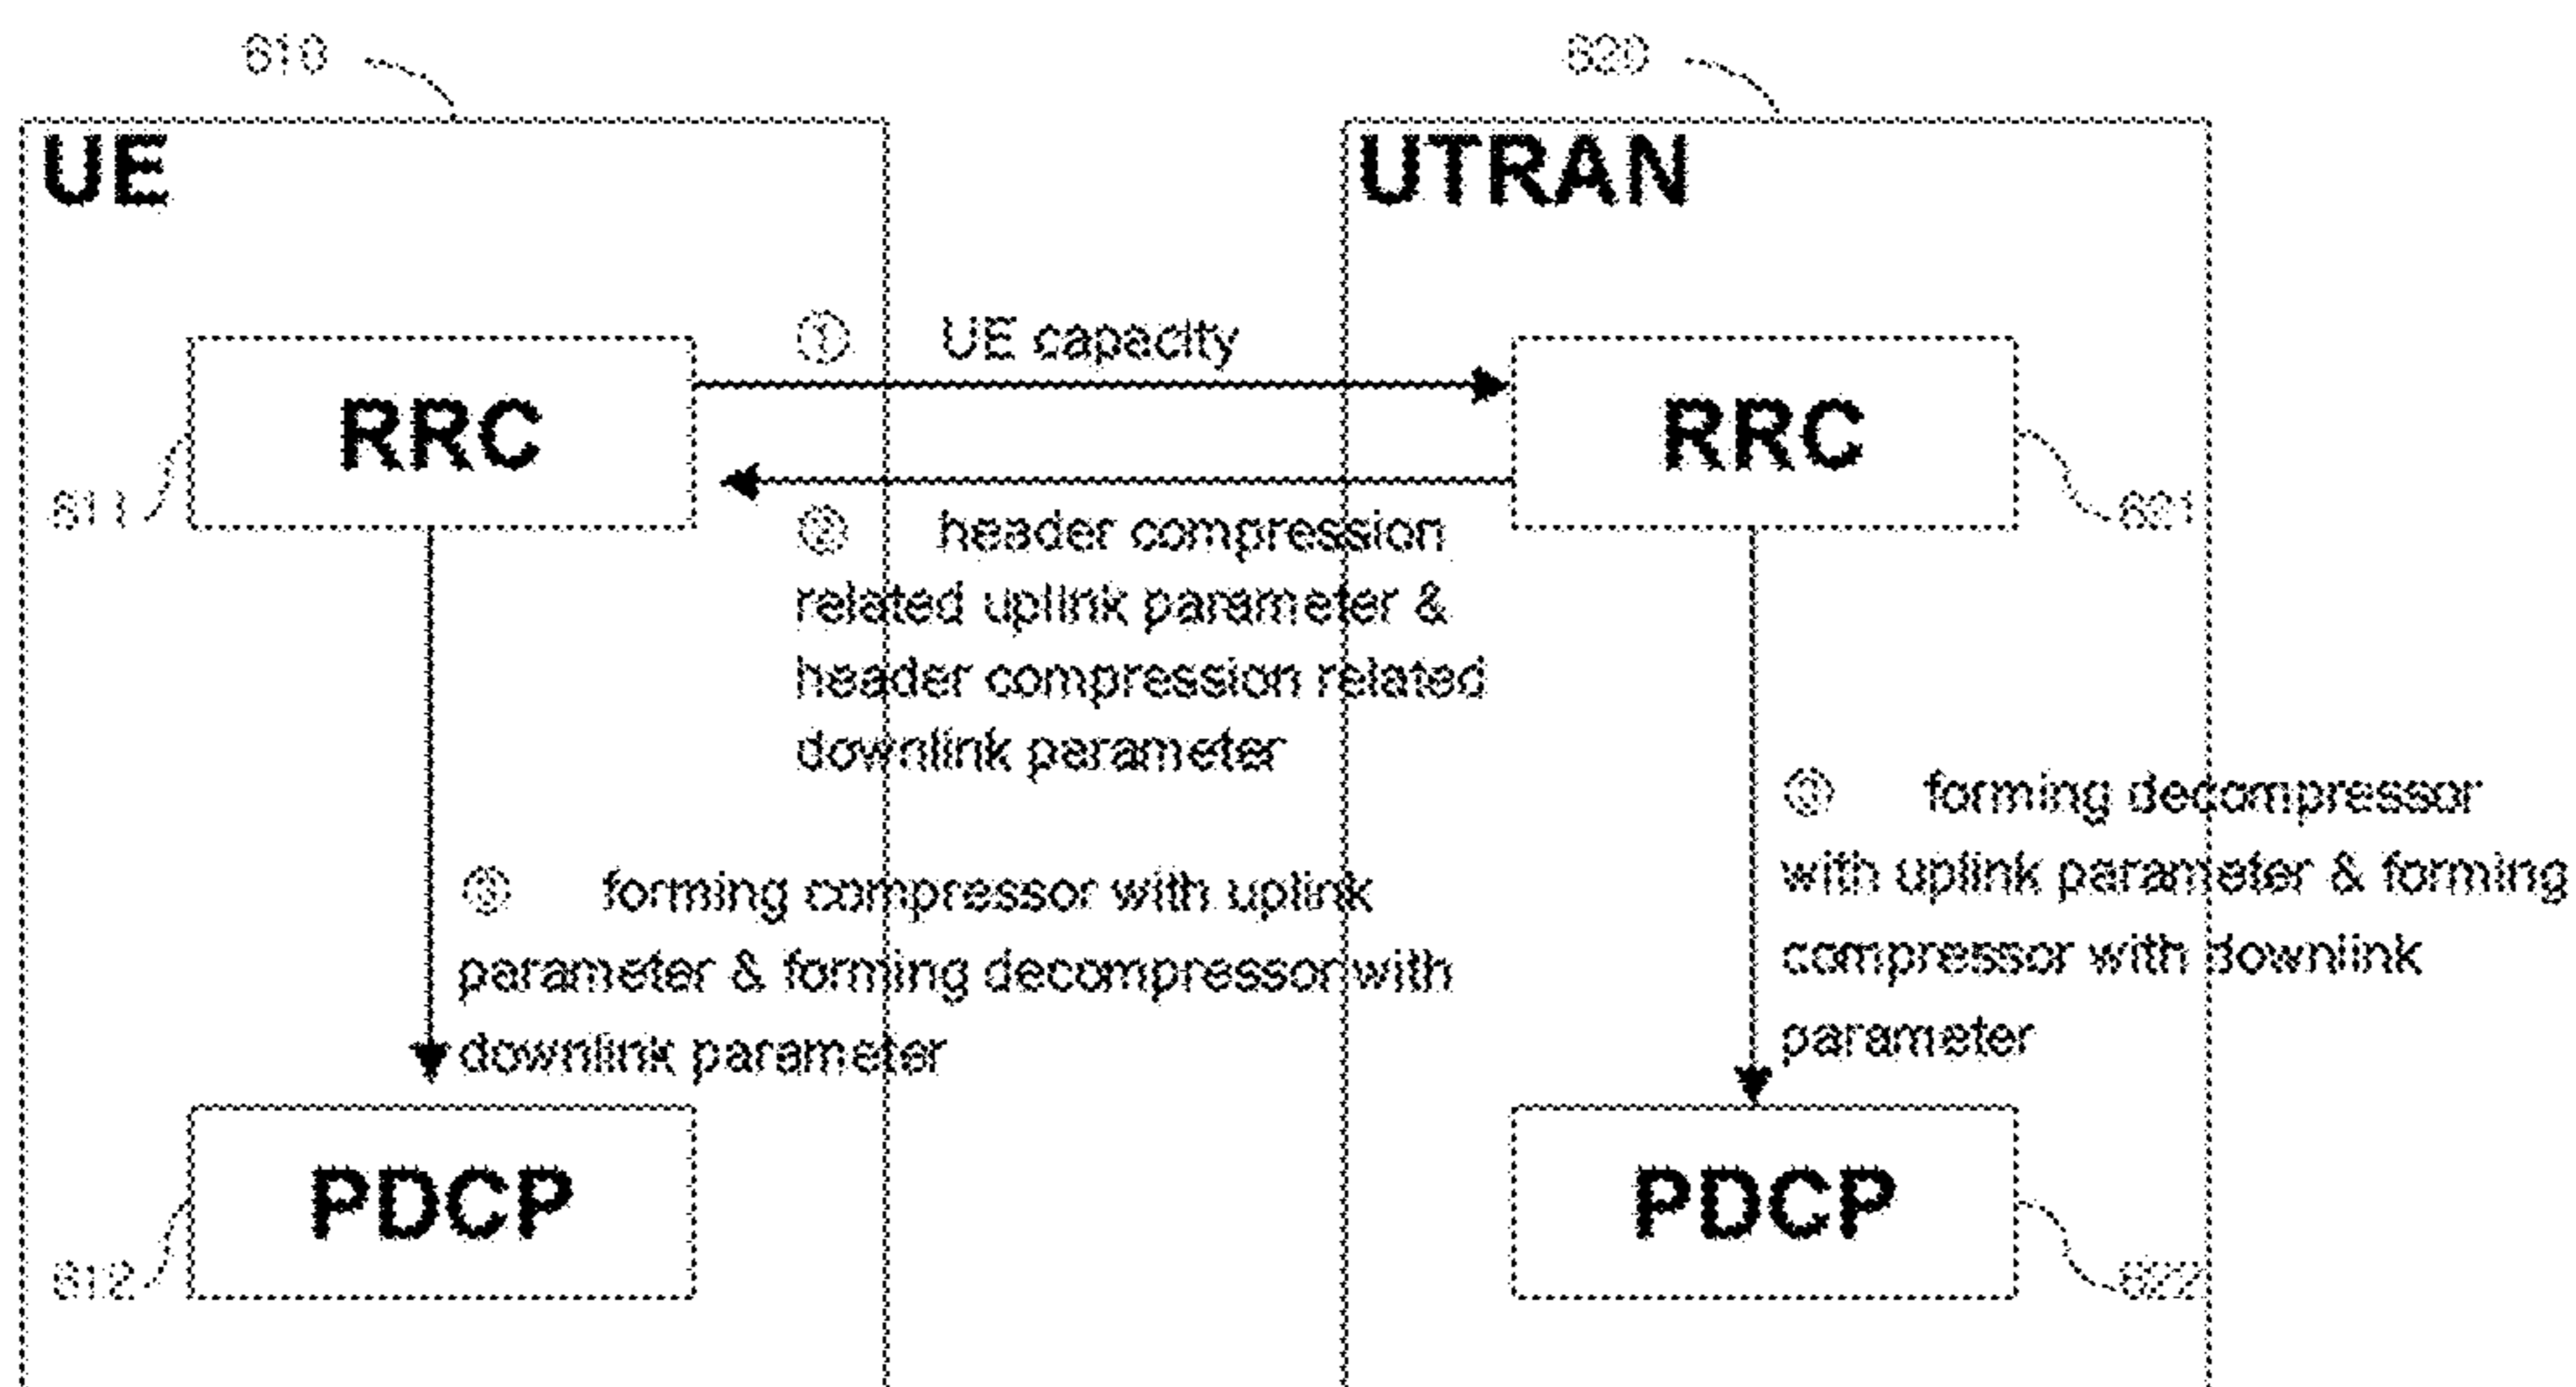 610
620
UE
UTRAN
① UE capacity
RRC
RRC
611
621
② header compression
related uplink parameter &
header compression related
downlink parameter
③ forming decompressor
with uplink parameter & forming
compressor with downlink
parameter
③ forming compressor with uplink
parameter & forming decompressor with
downlink parameter
PDCP
PDCP
612
622